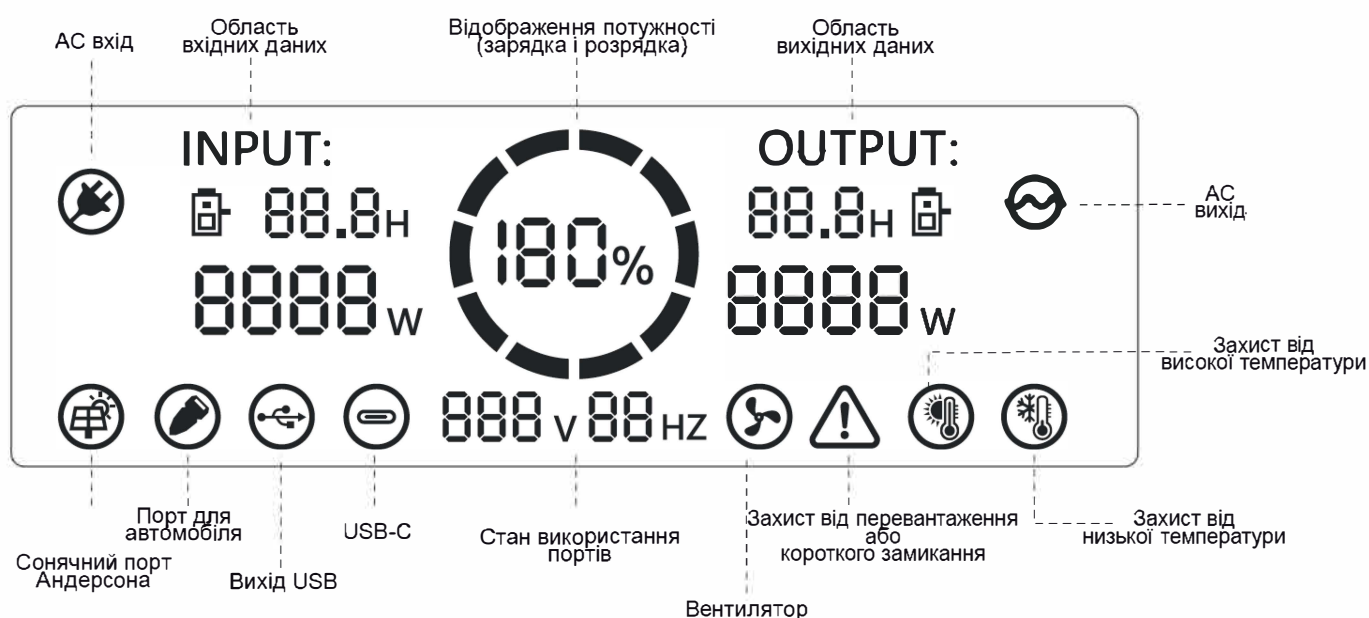 АС вхід
Область
вхідних даних
Відображення потужності
(зарядка і розрядка)
Область
вихідних даних
INPUT:
OUTPUT:
88.8H
88.8H
АС
вихід
180%
8888W
8888W
Захист від
високої температури
888V 88HZ
Порт для
автомобіля
USB-C
Стан використання
портів
Захист від перевантаження
або
короткого замикання
Захист від
низької температури
Сонячний порт
Андерсона
Вихід USB
Вентилятор